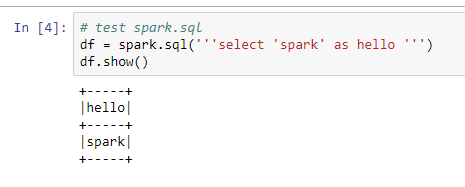 In [4]: # test spark.sql
df = spark.sql('''select 'spark' as hello ''')
df.show()
+-----+
|hello|
+-----+
|spark|
+-----+